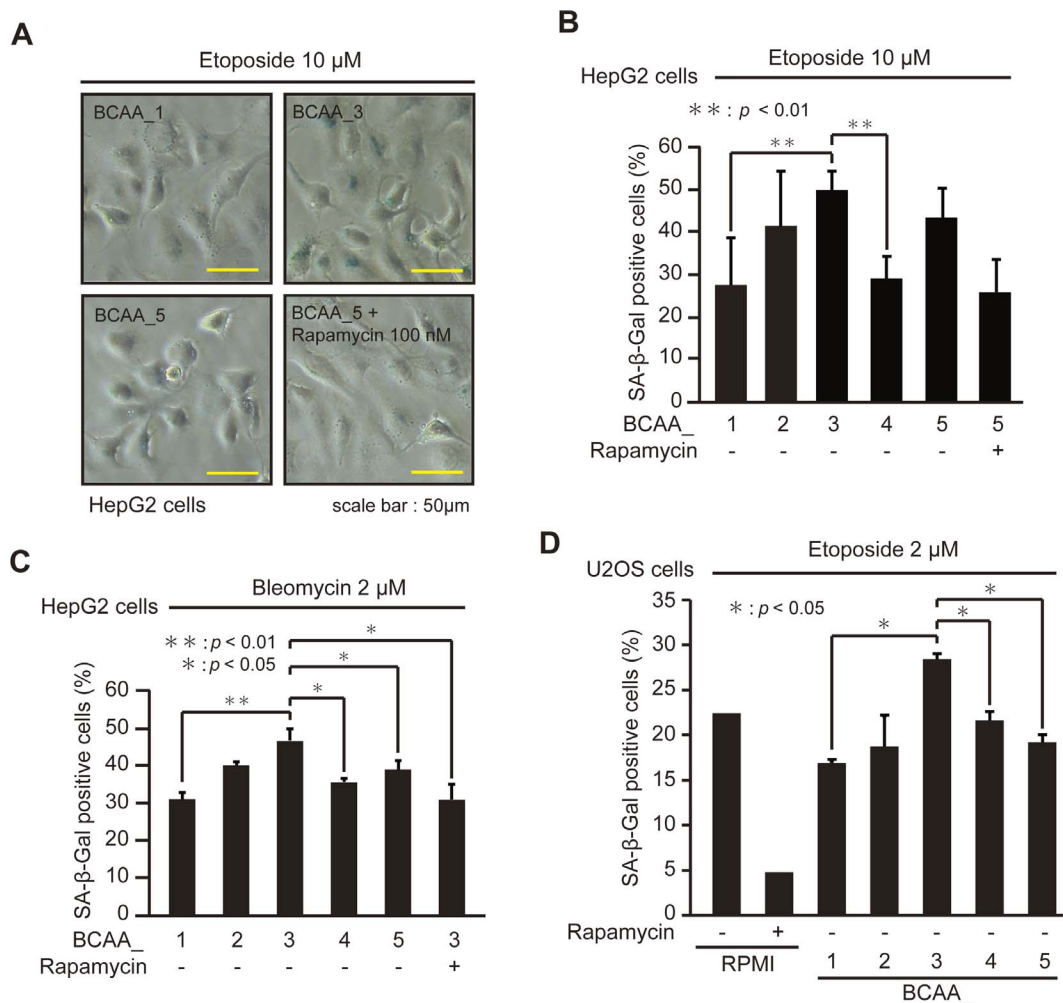 A
Etoposide 10 µM
BCAA_1
BCAA_3
BCAA_5
BCAA_5 +
Rapamycin 100 nM
HepG2 cells
scale bar : 50µm
B
Etoposide 10 µM
HepG2 cells
** : p < 0.01
**
**
SA-β-Gal positive cells (%)
60
50
40
30
20
10
0
BCAA_ 1 2 3 4 5 5
Rapamycin - - - - - +
C
Bleomycin 2 µM
HepG2 cells
** : p < 0.01
* : p < 0.05
*
*
*
**
SA-β-Gal positive cells (%)
60
50
40
30
20
10
0
BCAA_ 1 2 3 4 5 3
Rapamycin - - - - - +
D
Etoposide 2 µM
U2OS cells
* : p < 0.05
*
*
*
SA-β-Gal positive cells (%)
35
30
25
20
15
10
5
0
Rapamycin - + - - - - -
RPMI
1 2 3 4 5
BCAA